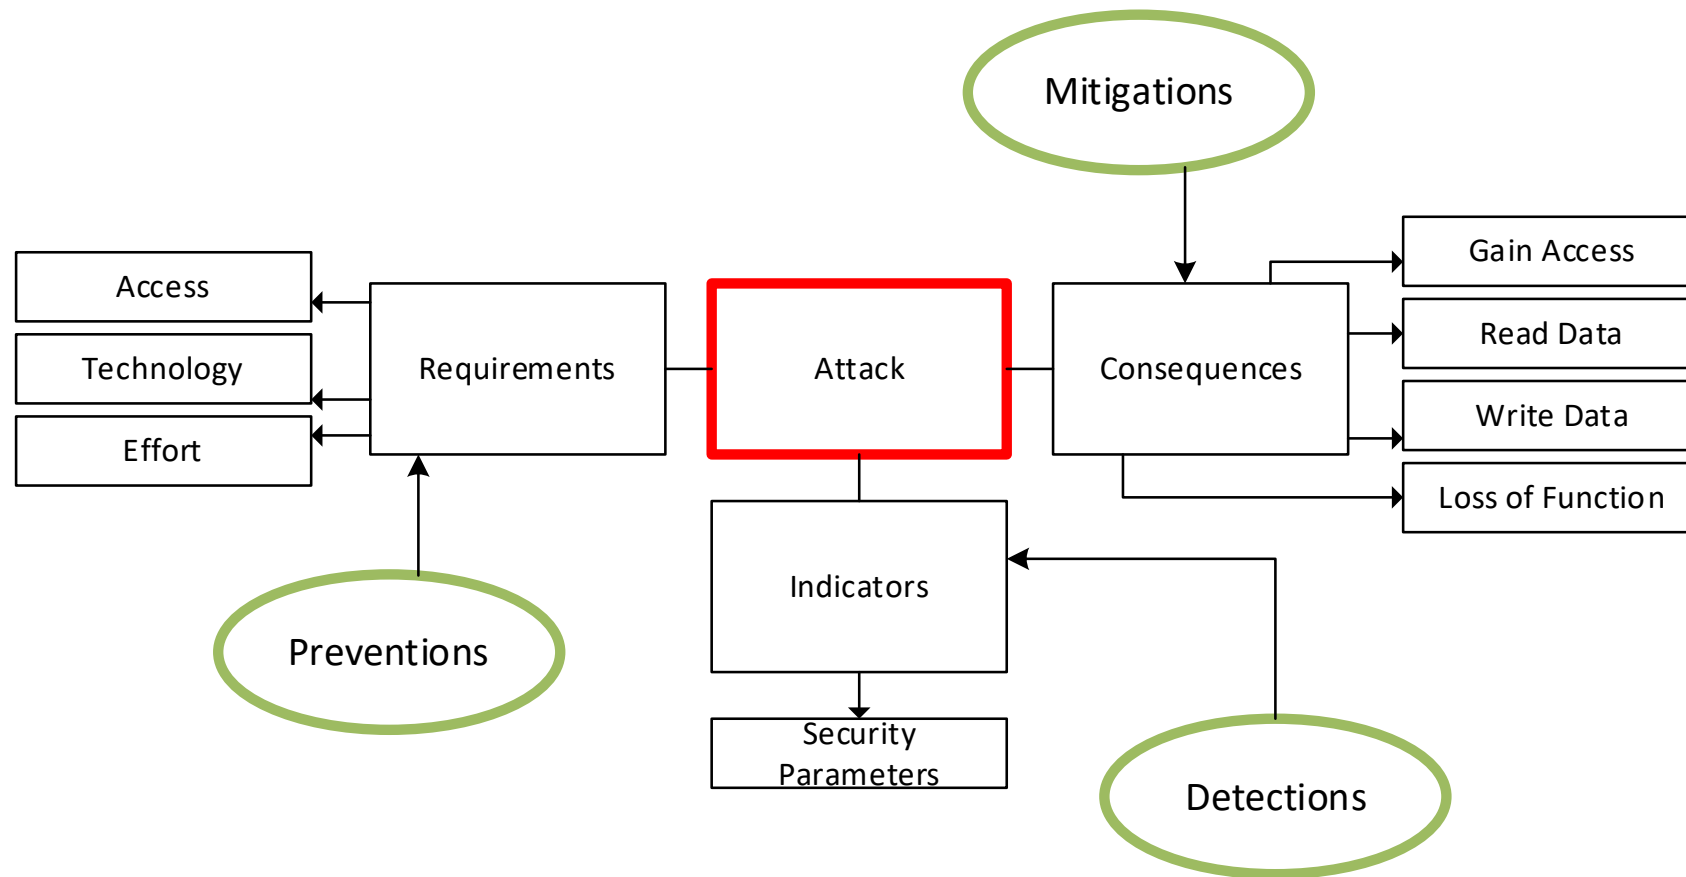 Mitigations
Gain Access
Access
Read Data
Technology
Requirements
Attack
Consequences
Write Data
Effort
Loss of Function
Indicators
Preventions
Security
Parameters
Detections